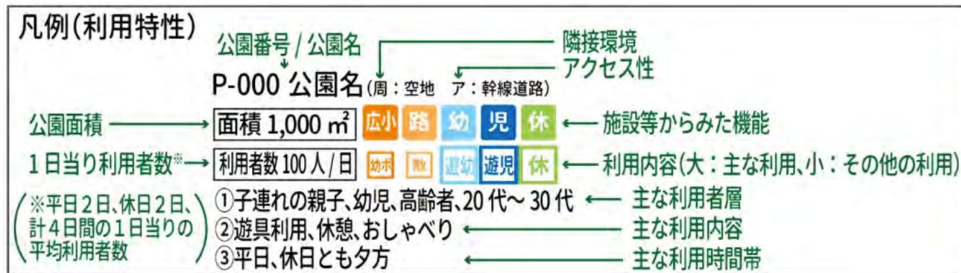 凡例(利用特性)
公園番号/公園名
隣接環境
アクセス性
P-000 公園名(周:空地 ア:幹線道路)
公園面積
面積 1,000 ㎡ 広小 路 幼 児 休
施設等からみた機能
1日当り利用者数※
利用者数 100 人/日 幼ボ 散 遊幼 遊児 休
利用内容(大:主な利用、小:その他の利用)
(※平日2日、休日2日、
計4日間の1日当りの
平均利用者数)
①子連れの親子、幼児、高齢者、20 代~ 30 代
主な利用者層
②遊具利用、休憩、おしゃべり
主な利用内容
③平日、休日とも夕方
主な利用時間帯